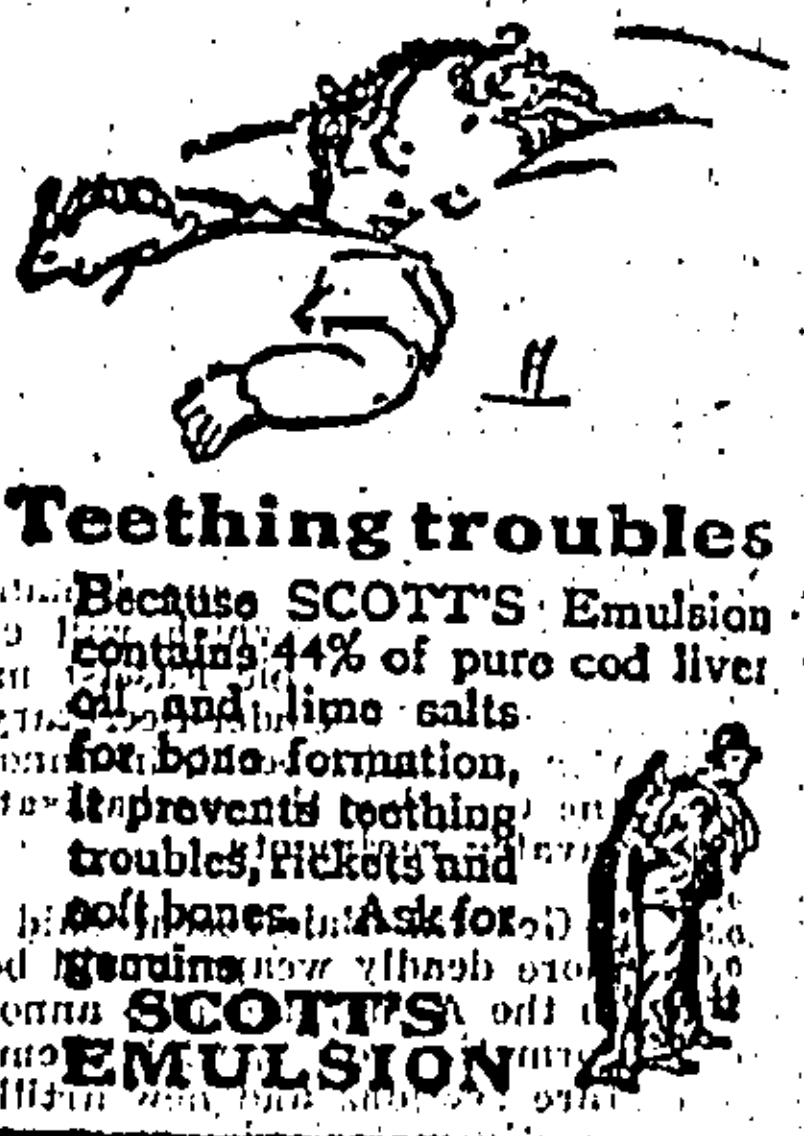 Teething troubles
Because SCOTT'S Emulsion
contains 44% of pure cod liver
oil and lime salts
for bone formation,
it prevents teething
troubles, rickets and
soft bones. Ask for
genuine
SCOTT'S
EMULSION